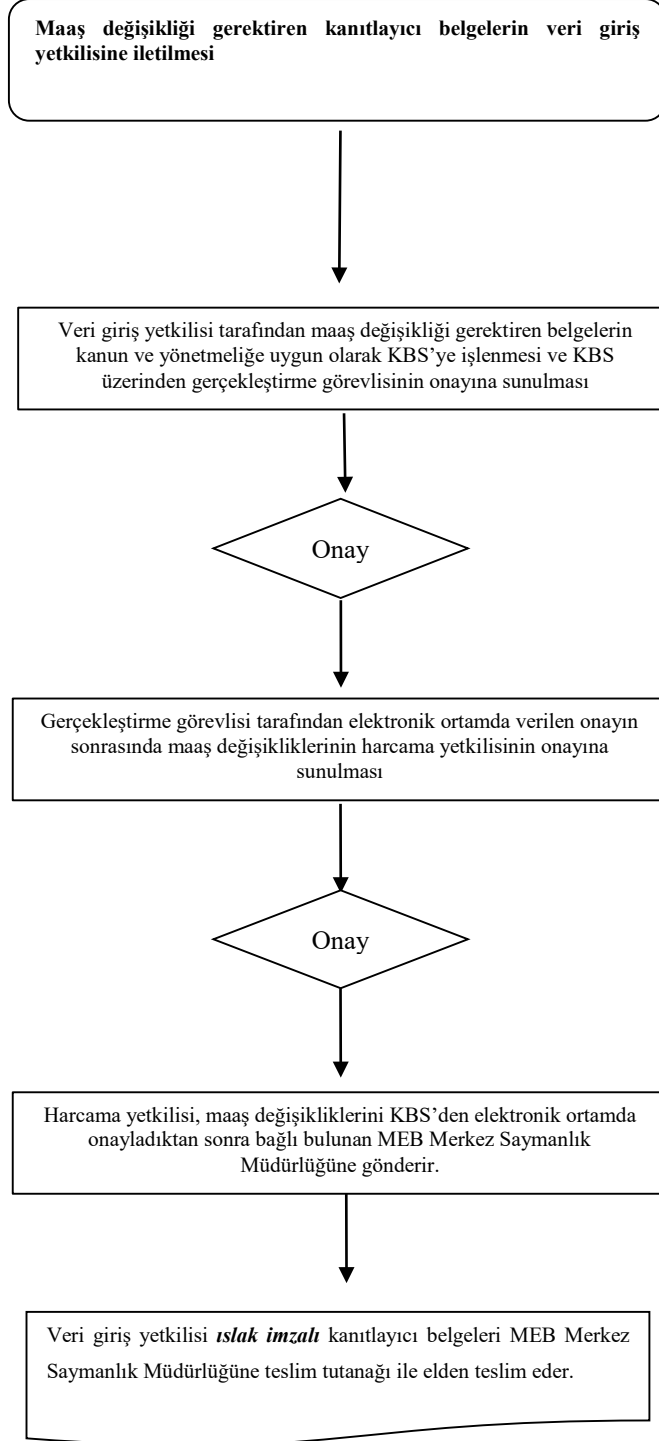 Maaş değişikliği gerektiren kanıtlayıcı belgelerin veri giriş
yetkilisine iletilmesi
Veri giriş yetkilisi tarafından maaş değişikliği gerektiren belgelerin
kanun ve yönetmeliğe uygun olarak KBS’ye işlenmesi ve KBS
üzerinden gerçekleştirme görevlisinin onayına sunulması
Onay
Gerçekleştirme görevlisi tarafından elektronik ortamda verilen onayın
sonrasında maaş değişikliklerinin harcama yetkilisinin onayına
sunulması
Onay
Harcama yetkilisi, maaş değişikliklerini KBS’den elektronik ortamda
onayladıktan sonra bağlı bulunan MEB Merkez Saymanlık
Müdürlüğüne gönderir.
Veri giriş yetkilisi ıslak imzalı kanıtlayıcı belgeleri MEB Merkez
Saymanlık Müdürlüğüne teslim tutanağı ile elden teslim eder.